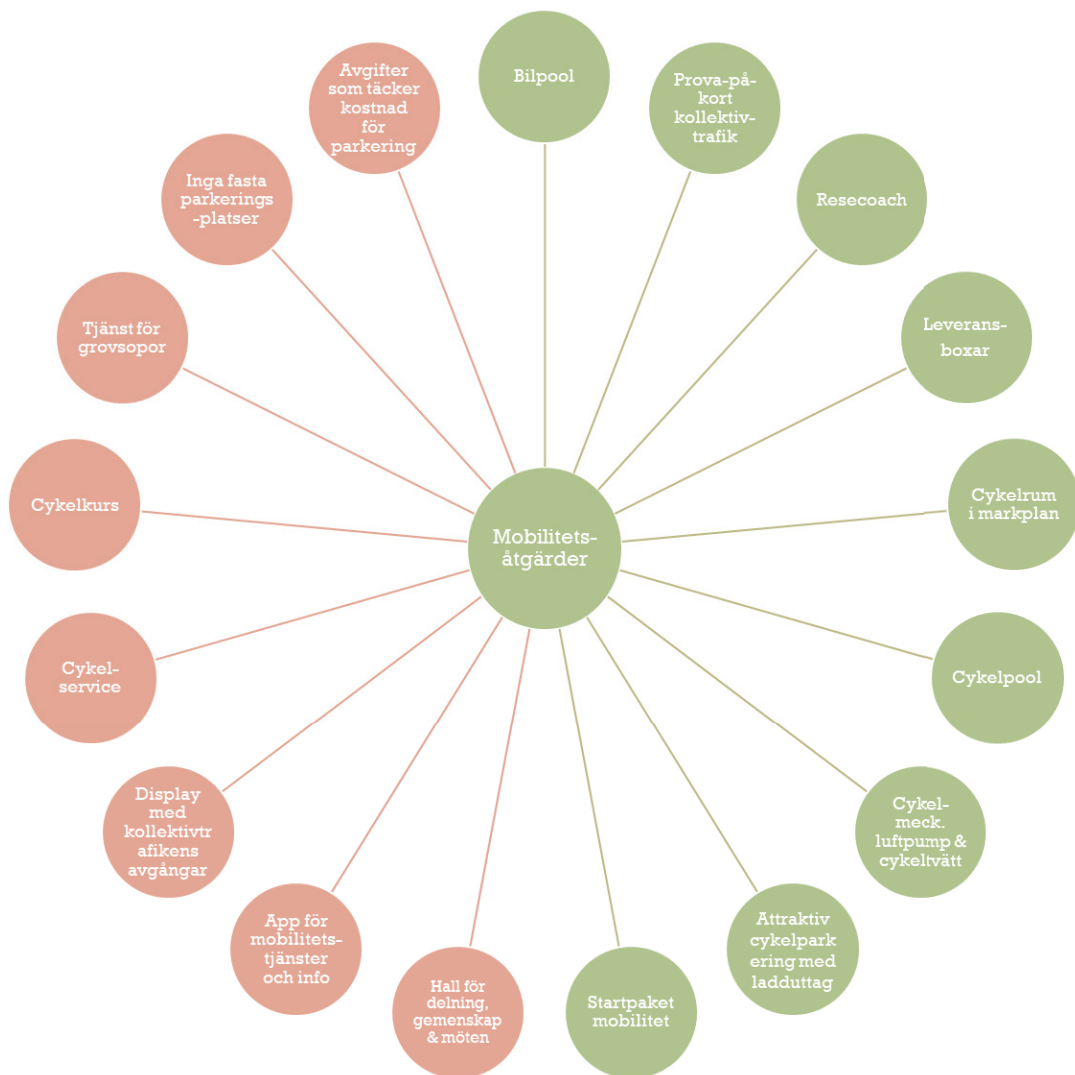 Bilpool
Prova-på-
kort
kollektiv-
trafik
Resecoach
Leverans-
boxar
Cykelrum
i markplan
Cykelpool
Cykel-
meck.
luftpump &
cykeltvätt
Attraktiv
cykelpark
ering med
ladduttag
Startpaket
mobilitet
Hall för
delning,
gemenskap
& möten
App för
mobilitets-
tjänster
och info
Display
med
kollektivtr
afikens
avgångar
Cykel-
service
Cykelkurs
Tjänst för
grovsopor
Inga fasta
parkerings
-platser
Avgifter
som täcker
kostnad
för
parkering
Mobilitets-
åtgärder